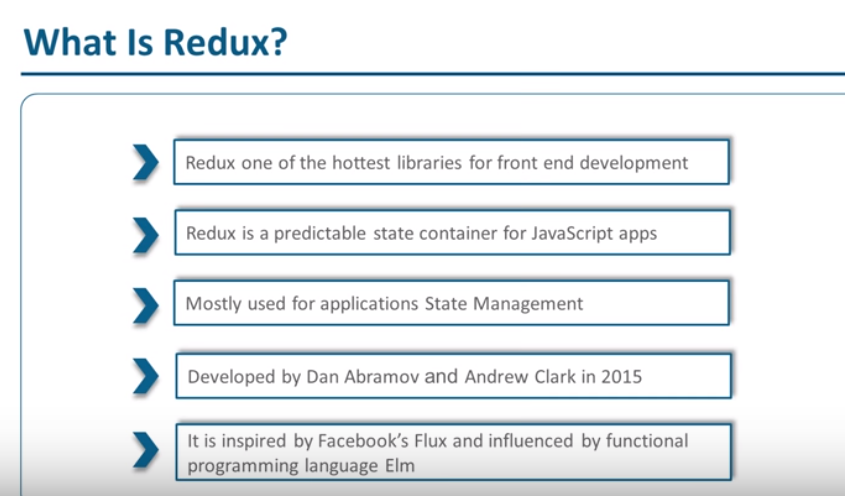 What Is Redux?
Redux one of the hottest libraries for front end development
Redux is a predictable state container for JavaScript apps
Mostly used for applications State Management
Developed by Dan Abramov and Andrew Clark in 2015
It is inspired by Facebook’s Flux and influenced by functional
programming language Elm